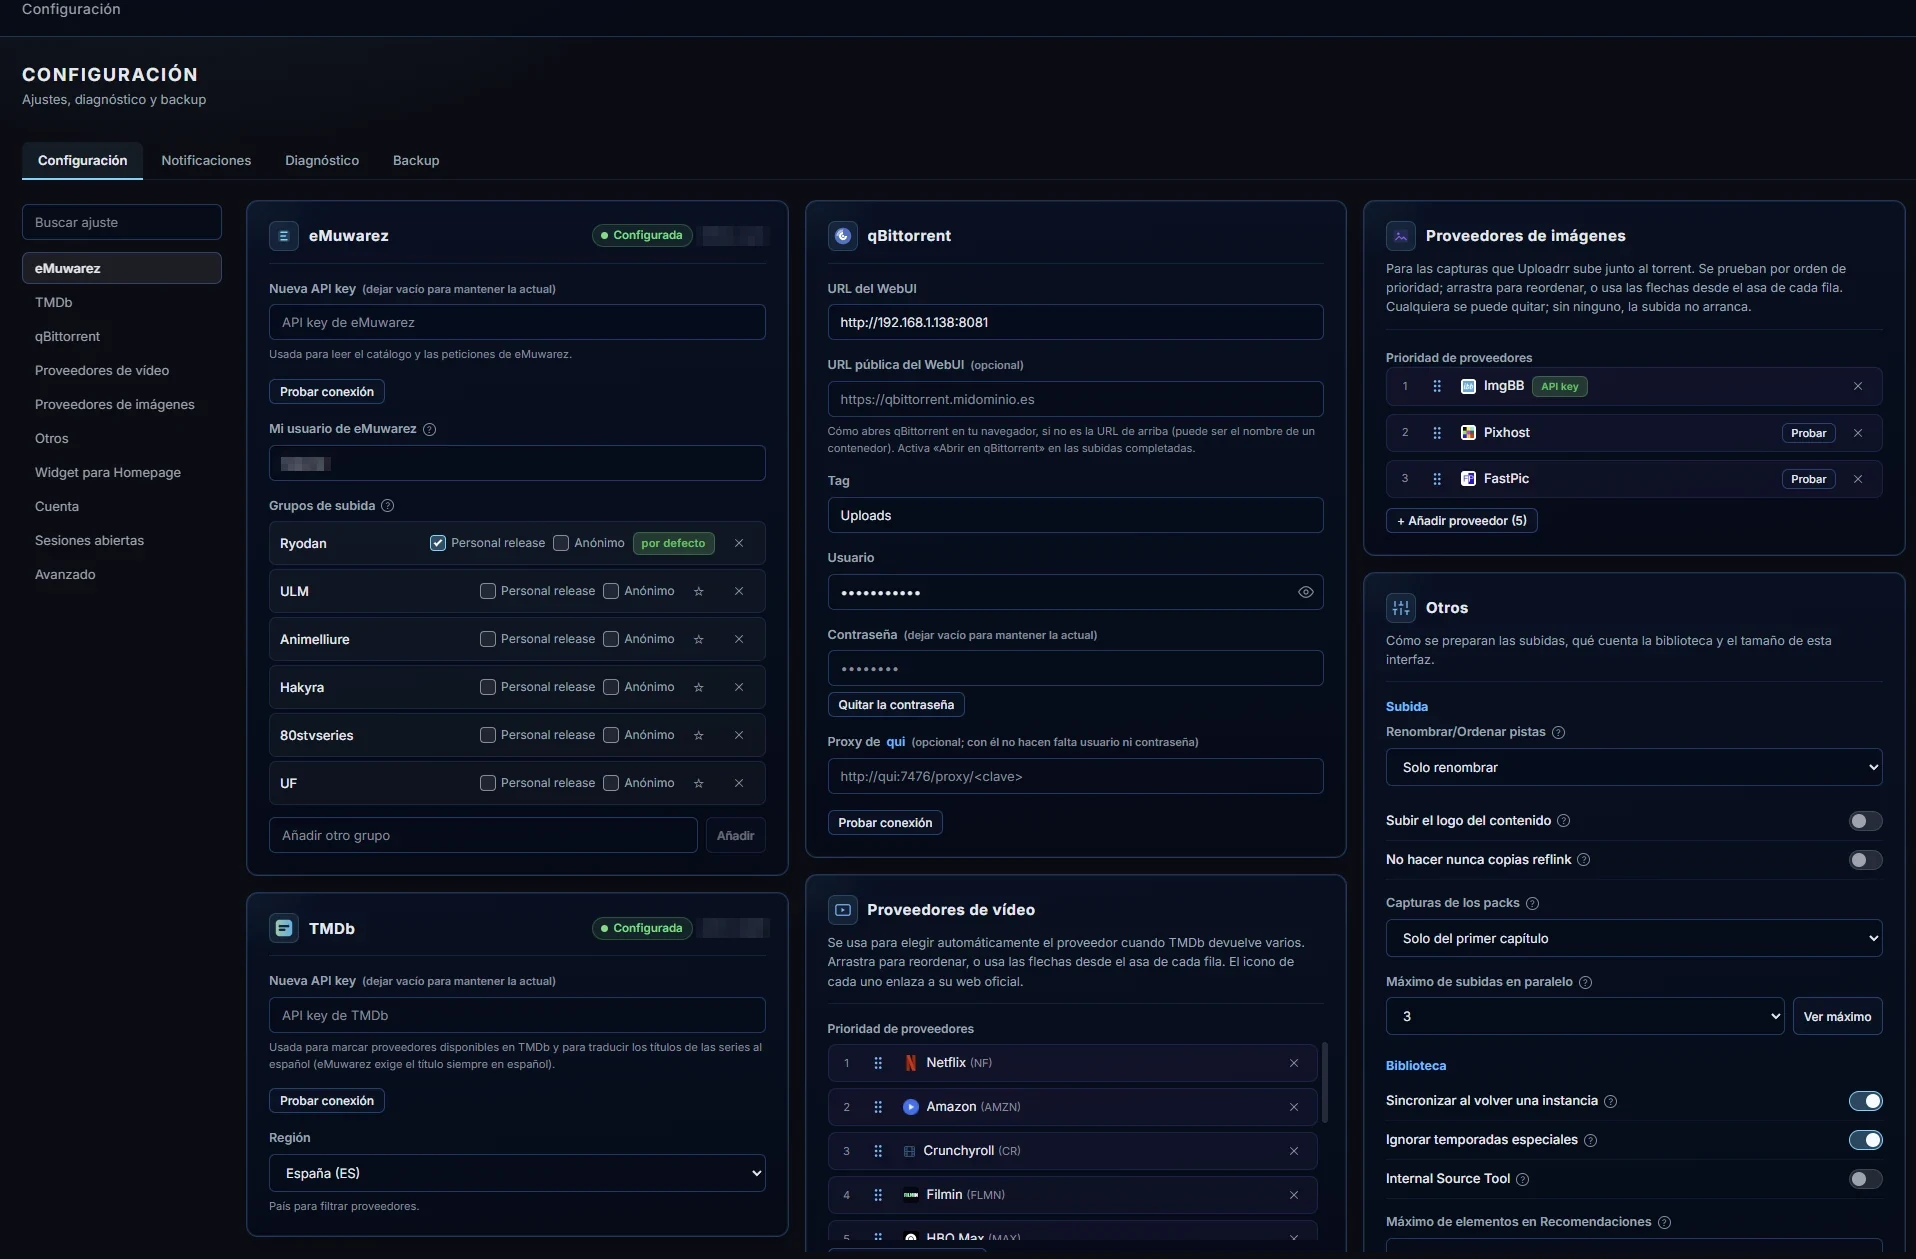 Configuración
CONFIGURACIÓN
Ajustes, diagnóstico y backup
Configuración
Notificaciones
Diagnóstico
Backup
Buscar ajuste
eMuwarez
TMDb
qBittorrent
Proveedores de vídeo
Proveedores de imágenes
Otros
Widget para Homepage
Cuenta
Sesiones abiertas
Avanzado
eMuwarez
Configurada
Nueva API key (dejar vacío para mantener la actual)
API key de eMuwarez
Usada para leer el catálogo y las peticiones de eMuwarez.
Probar conexión
Mi usuario de eMuwarez ?
Grupos de subida ?
Ryodan Personal release Anónimo por defecto
ULM Personal release Anónimo
Animelliure Personal release Anónimo
Hakyra Personal release Anónimo
80stvseries Personal release Anónimo
UF Personal release Anónimo
Añadir otro grupo Añadir
TMDb
Configurada
Nueva API key (dejar vacío para mantener la actual)
API key de TMDb
Usada para marcar proveedores disponibles en TMDb y para traducir los títulos de las series al
español (eMuwarez exige el título siempre en español).
Probar conexión
Región
España (ES)
País para filtrar proveedores.
qBittorrent
URL del WebUI
http://192.168.1.138:8081
URL pública del WebUI (opcional)
https://qbittorrent.midominio.es
Cómo abres qBittorrent en tu navegador, si no es la URL de arriba (puede ser el nombre de un
contenedor). Activa «Abrir en qBittorrent» en las subidas completadas.
Tag
Uploads
Usuario
•••••••••••
Contraseña (dejar vacío para mantener la actual)
••••••••
Quitar la contraseña
Proxy de qui (opcional; con él no hacen falta usuario ni contraseña)
http://qui:7476/proxy/<clave>
Probar conexión
Proveedores de vídeo
Se usa para elegir automáticamente el proveedor cuando TMDb devuelve varios.
Arrastra para reordenar, o usa las flechas desde el asa de cada fila. El icono de
cada uno enlaza a su web oficial.
Prioridad de proveedores
1 Netflix (NF)
2 Amazon (AMZN)
3 Crunchyroll (CR)
4 Filmin (FLMN)
5 HBO Max (MAX)
Proveedores de imágenes
Para las capturas que Uploadrr sube junto al torrent. Se prueban por orden de
prioridad; arrastra para reordenar, o usa las flechas desde el asa de cada fila.
Cualquiera se puede quitar; sin ninguno, la subida no arranca.
Prioridad de proveedores
1 ImgBB API key
2 Pixhost Probar
3 FastPic Probar
+ Añadir proveedor (5)
Otros
Cómo se preparan las subidas, qué cuenta la biblioteca y el tamaño de esta
interfaz.
Subida
Renombrar/Ordenar pistas ?
Solo renombrar
Subir el logo del contenido ?
No hacer nunca copias reflink ?
Capturas de los packs ?
Solo del primer capítulo
Máximo de subidas en paralelo ?
3 Ver máximo
Biblioteca
Sincronizar al volver una instancia ?
Ignorar temporadas especiales ?
Internal Source Tool ?
Máximo de elementos en Recomendaciones ?